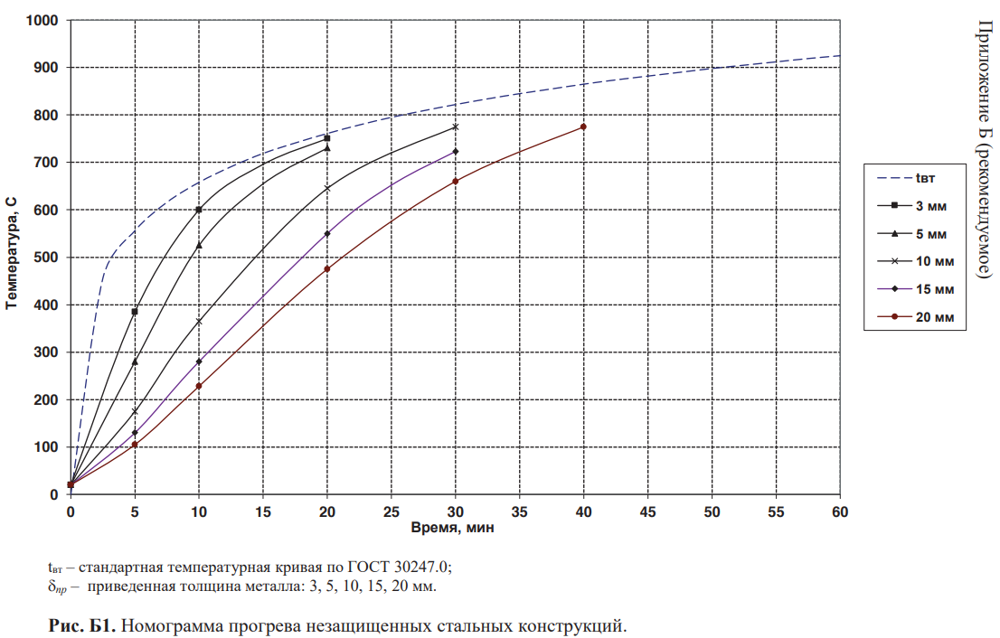 Приложение Б (рекомендуемое)
1000
900
800
700
600
500
400
300
200
100
0
Температура, С
0 5 10 15 20 25 30 35 40 45 50 55 60
Время, мин
tвт
3 мм
5 мм
10 мм
15 мм
20 мм
tвт – стандартная температурная кривая по ГОСТ 30247.0;
δпр – приведенная толщина металла: 3, 5, 10, 15, 20 мм.
Рис. Б1. Номограмма прогрева незащищенных стальных конструкций.